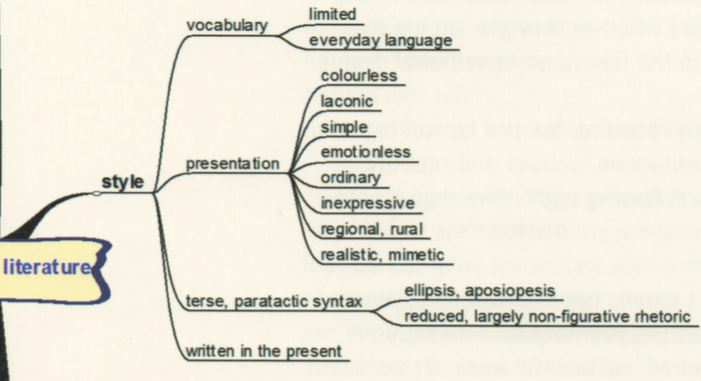 vocabulary
limited
everyday language
presentation
colourless
laconic
simple
emotionless
ordinary
inexpressive
regional, rural
realistic, mimetic
style
literature
terse, paratactic syntax
ellipsis, aposiopesis
reduced, largely non-figurative rhetoric
written in the present